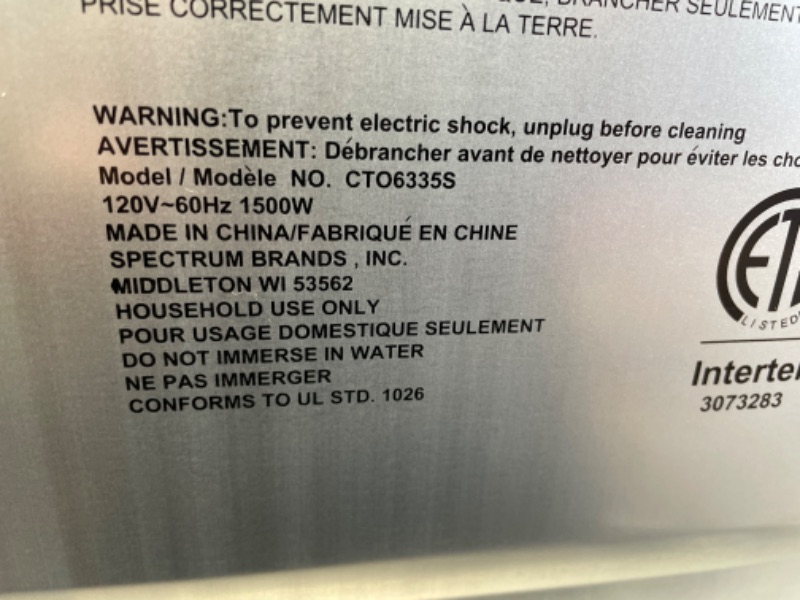 BRANCHER SEULEMENT
PRISE CORRECTEMENT MISE À LA TERRE.
WARNING:To prevent electric shock, unplug before cleaning
AVERTISSEMENT: Débrancher avant de nettoyer pour éviter les
Model / Modèle NO. CTO6335S
120V~60Hz 1500W
MADE IN CHINA/FABRIQUÉ EN CHINE
SPECTRUM BRANDS , INC.
MIDDLETON WI 53562
HOUSEHOLD USE ONLY
POUR USAGE DOMESTIQUE SEULEMENT
DO NOT IMMERSE IN WATER
NE PAS IMMERGER
CONFORMS TO UL STD. 1026
LISTED
3073283